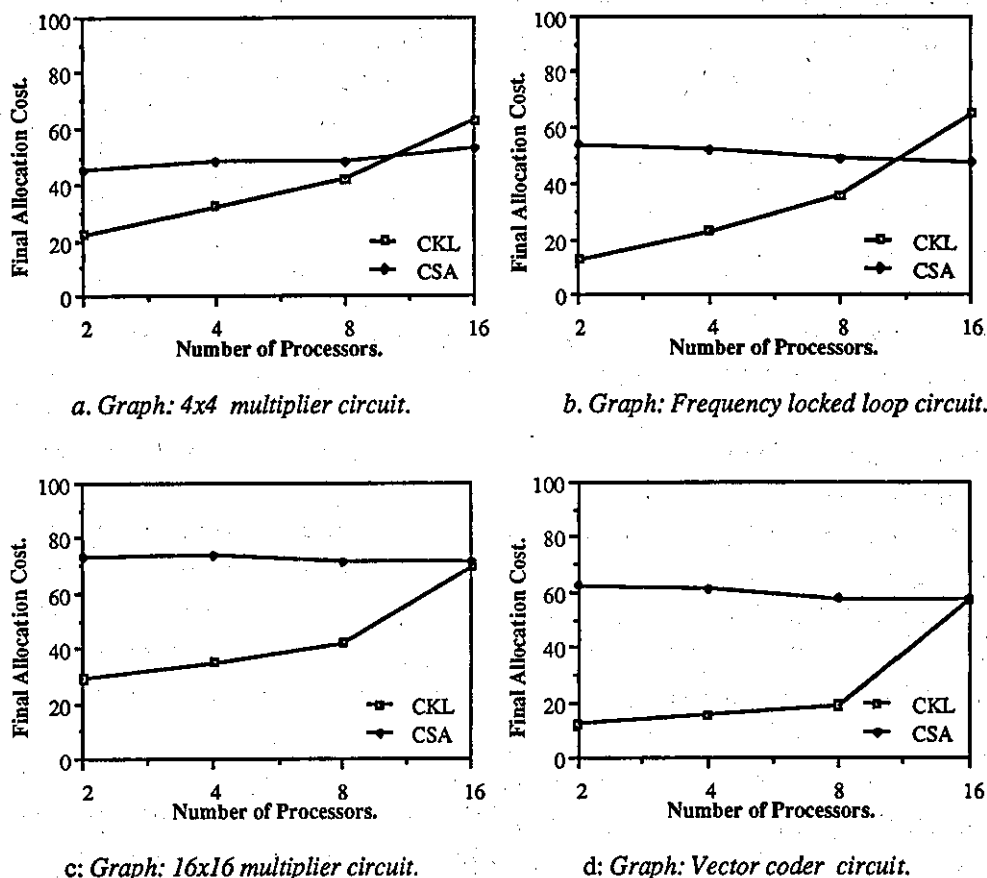 100
80
60
40
20
0
Final Allocation Cost.
CKL
CSA
2 4 8 16
Number of Processors.
a. Graph: 4x4 multiplier circuit.
100
80
60
40
20
0
Final Allocation Cost.
CKL
CSA
2 4 8 16
Number of Processors.
b. Graph: Frequency locked loop circuit.
100
80
60
40
20
0
Final Allocation Cost.
CKL
CSA
2 4 8 16
Number of Processors.
c: Graph: 16x16 multiplier circuit.
100
80
60
40
20
0
Final Allocation Cost.
CKL
CSA
2 4 8 16
Number of Processors.
d: Graph: Vector coder circuit.